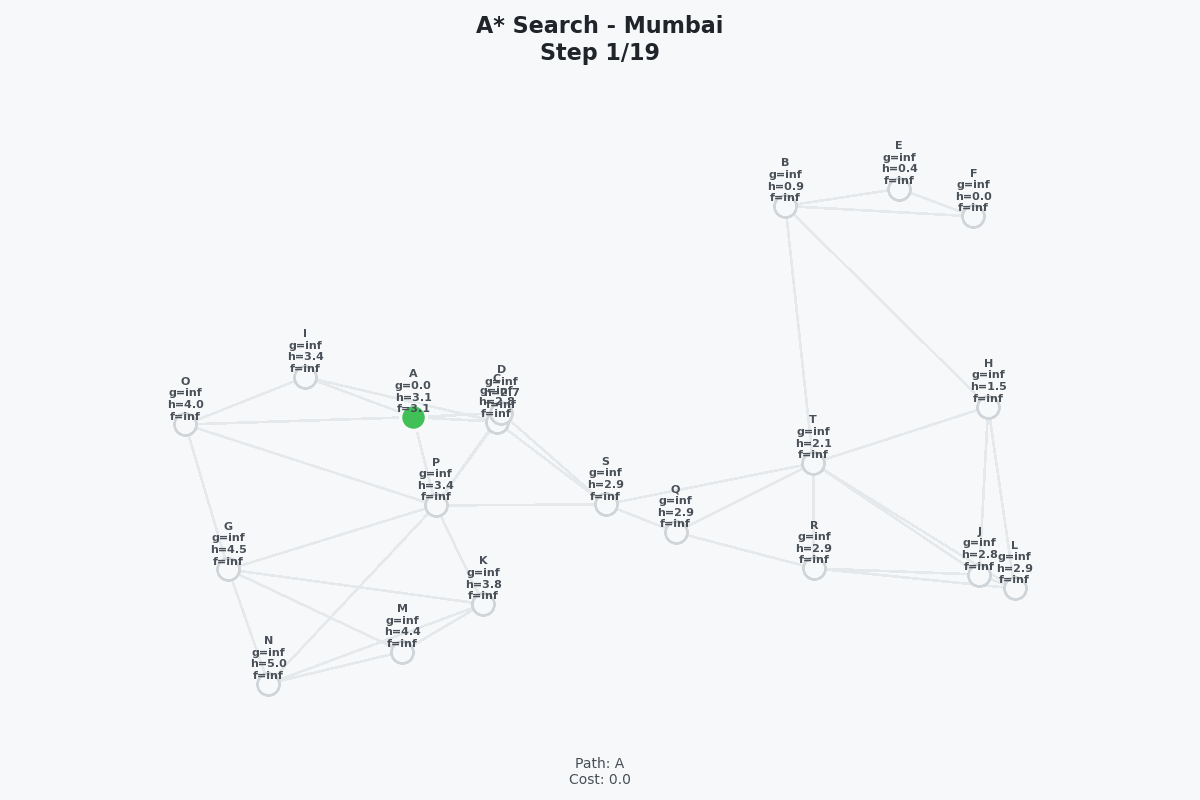 A* Search - Mumbai
Step 1/19
E
g=inf
h=0.4
f=inf
B
g=inf
h=0.9
f=inf
F
g=inf
h=0.0
f=inf
I
g=inf
h=3.4
f=inf
H
g=inf
h=1.5
f=inf
D
g=inf
A
g=0.0
h=3.1
f=3.1
C
h=2.8
f=inf
O
g=inf
h=4.0
f=inf
T
g=inf
h=2.1
f=inf
P
g=inf
h=3.4
f=inf
S
g=inf
h=2.9
f=inf
Q
g=inf
h=2.9
f=inf
G
g=inf
h=4.5
f=inf
R
g=inf
h=2.9
f=inf
J
g=inf
h=2.8
f=inf
L
g=inf
h=2.9
f=inf
K
g=inf
h=3.8
f=inf
M
g=inf
h=4.4
f=inf
N
g=inf
h=5.0
f=inf
Path: A
Cost: 0.0